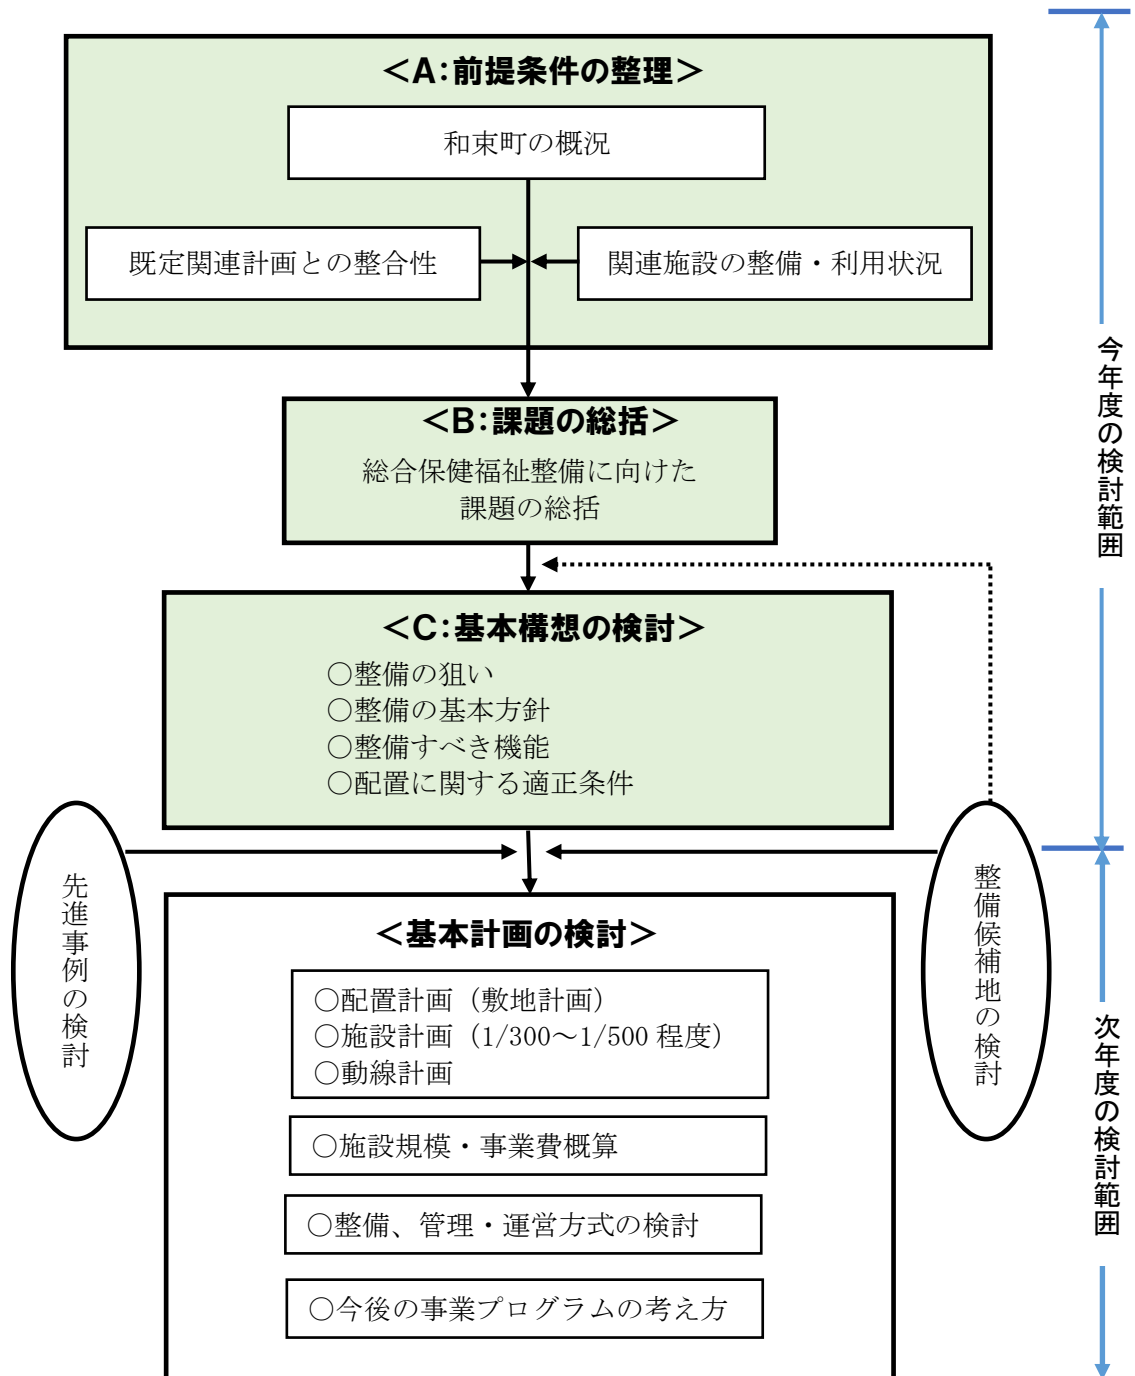 ＜A：前提条件の整理＞
和束町の概況
既定関連計画との整合性
関連施設の整備・利用状況
＜B：課題の総括＞
総合保健福祉整備に向けた
課題の総括
＜C：基本構想の検討＞
○整備の狙い
○整備の基本方針
○整備すべき機能
○配置に関する適正条件
今年度の検討範囲
先進事例の検討
整備候補地の検討
＜基本計画の検討＞
○配置計画（敷地計画）
○施設計画（1/300～1/500 程度）
○動線計画
○施設規模・事業費概算
○整備、管理・運営方式の検討
○今後の事業プログラムの考え方
次年度の検討範囲